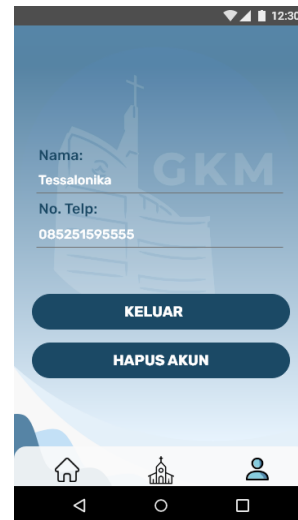 12:30
GKM
Nama:
Tessalonika
No. Telp:
085251595555
KELUAR
HAPUS AKUN